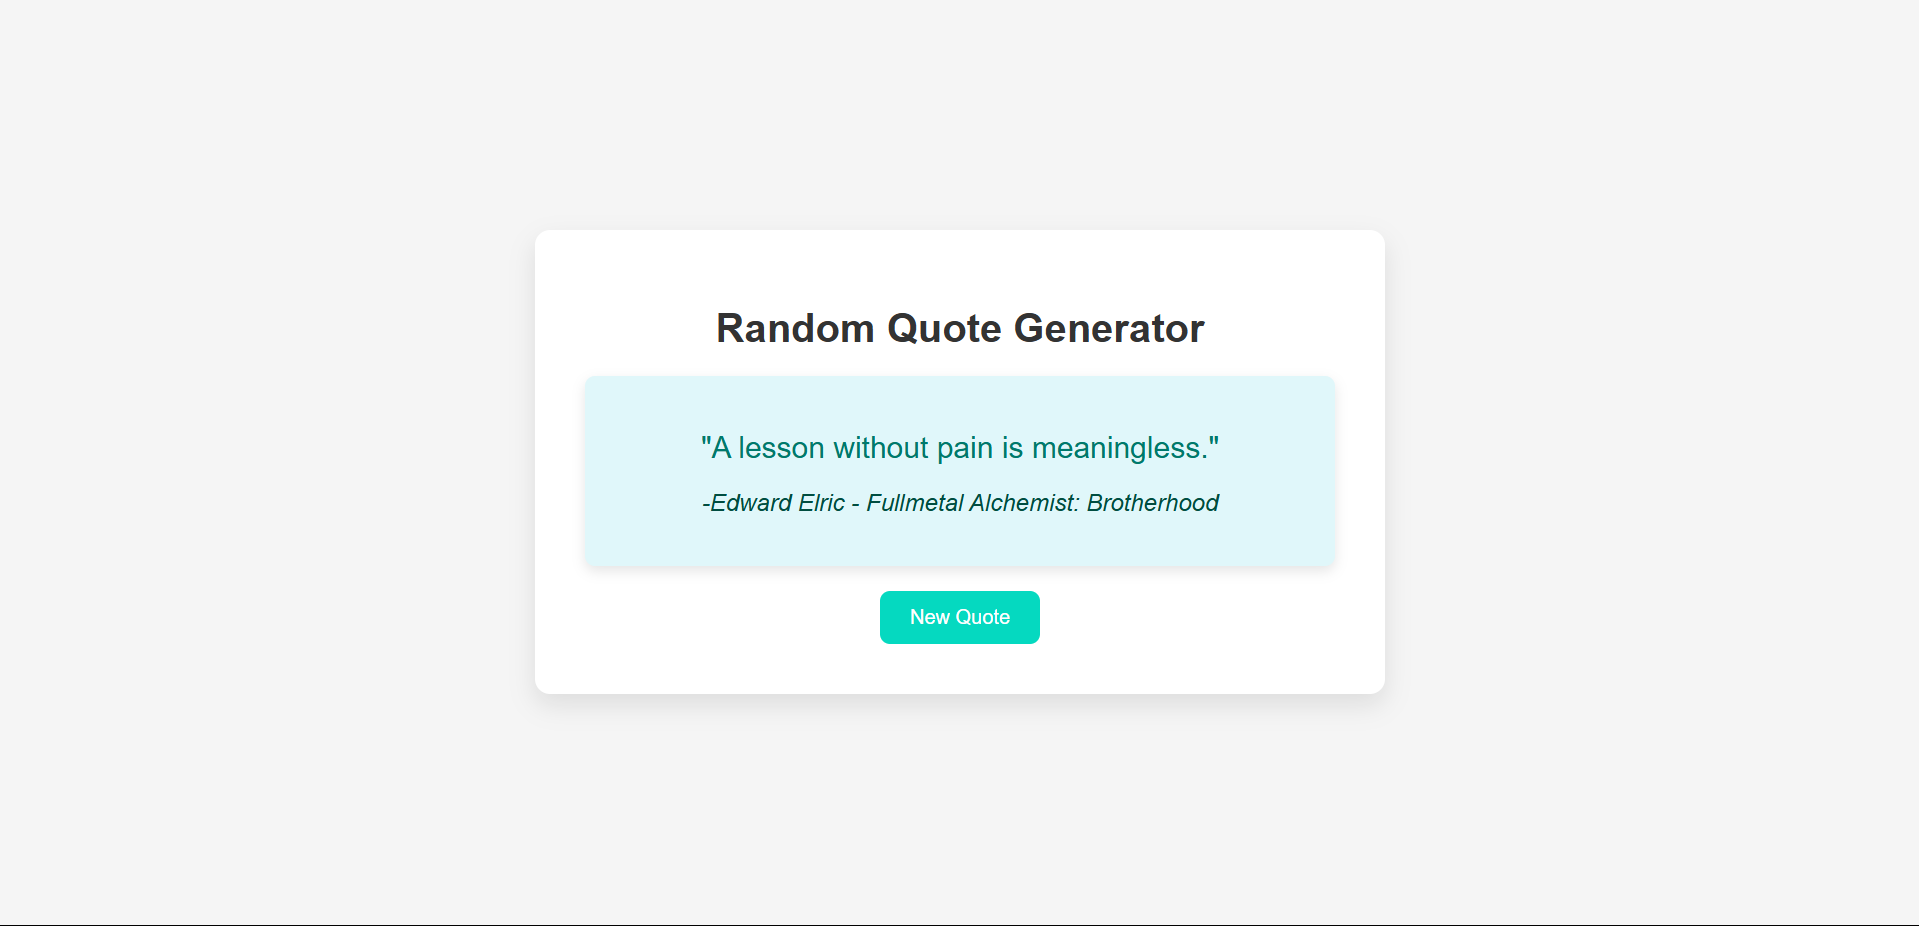 Random Quote Generator
"A lesson without pain is meaningless."
-Edward Elric - Fullmetal Alchemist: Brotherhood
New Quote